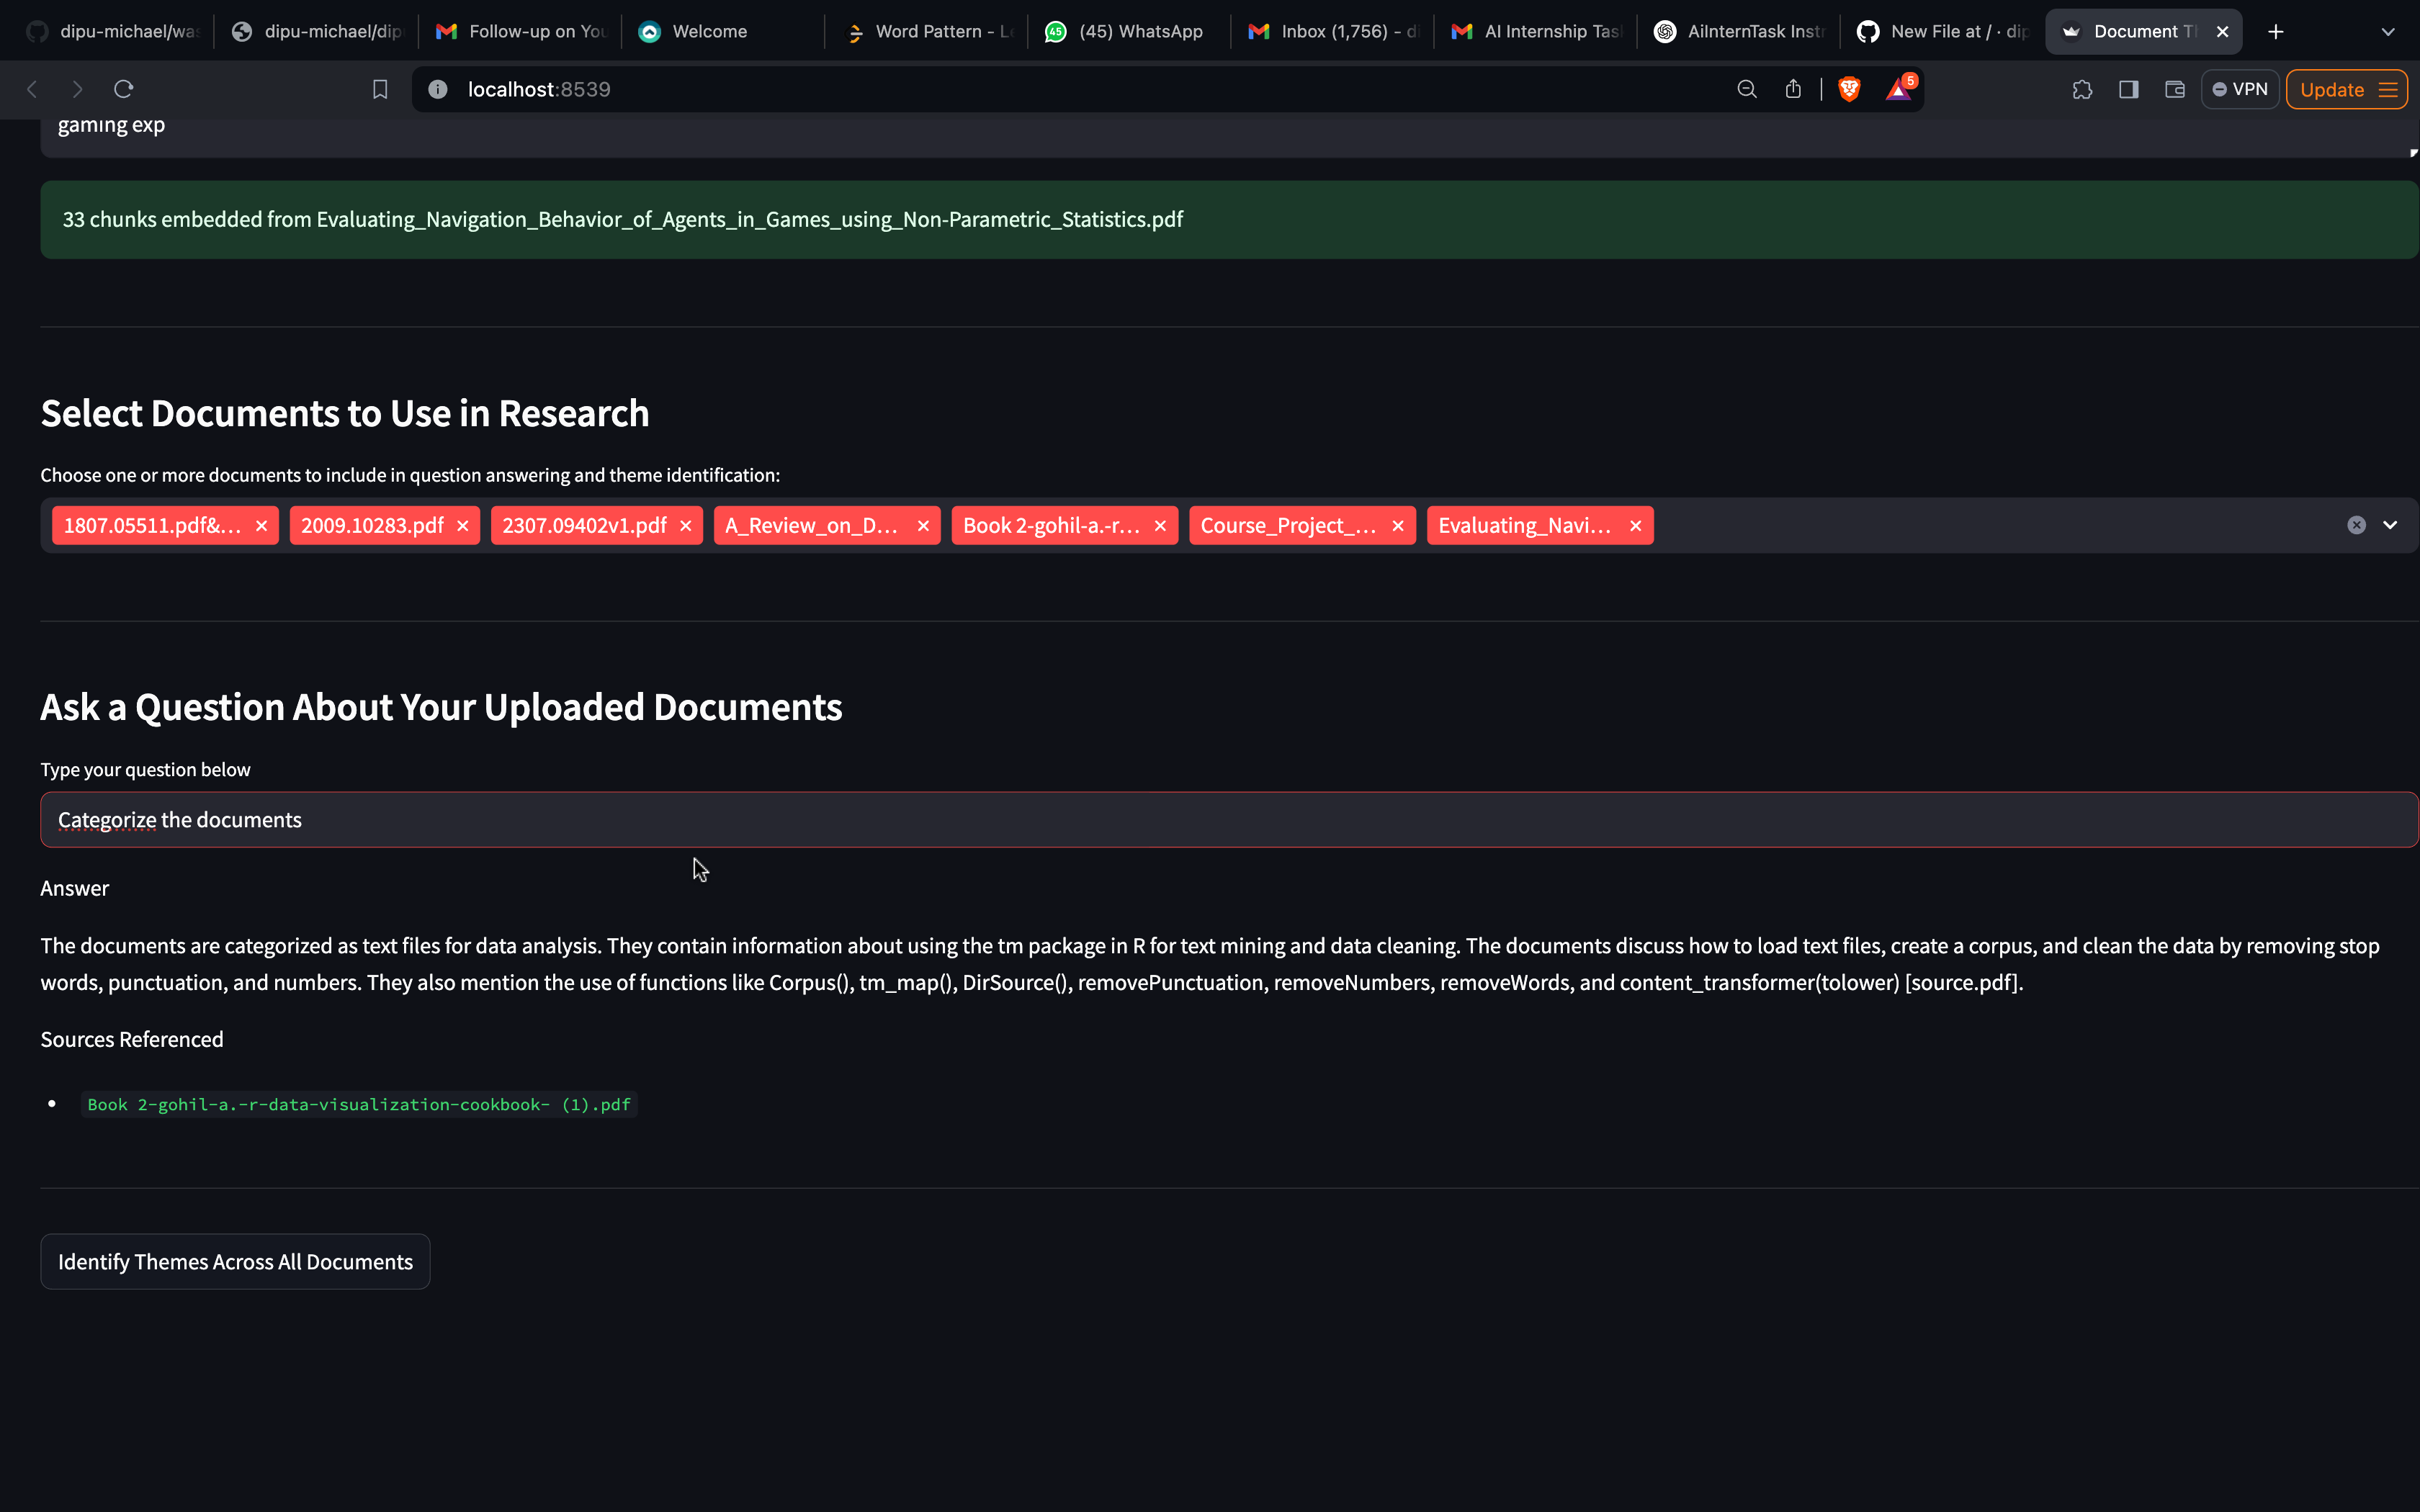 dipu-michael/wa
dipu-michael/dip
Follow-up on You
Welcome
Word Pattern - Le
45
(45) WhatsApp
Inbox (1,756) - di
AI Internship Tas
AiInternTask Instr
New File at / · dip
Document T
localhost:8539
5
VPN
Update
gaming exp
33 chunks embedded from Evaluating_Navigation_Behavior_of_Agents_in_Games_using_Non-Parametric_Statistics.pdf
Select Documents to Use in Research
Choose one or more documents to include in question answering and theme identification:
1807.05511.pdf&...
2009.10283.pdf
2307.09402v1.pdf
A_Review_on_D...
Book 2-gohil-a.-r...
Course_Project_...
Evaluating_Navi...
Ask a Question About Your Uploaded Documents
Type your question below
Categorize the documents
Answer
The documents are categorized as text files for data analysis. They contain information about using the tm package in R for text mining and data cleaning. The documents discuss how to load text files, create a corpus, and clean the data by removing stop
words, punctuation, and numbers. They also mention the use of functions like Corpus(), tm_map(), DirSource(), removePunctuation, removeNumbers, removeWords, and content_transformer(tolower) [source.pdf].
Sources Referenced
Book 2-gohil-a.-r-data-visualization-cookbook- (1).pdf
Identify Themes Across All Documents